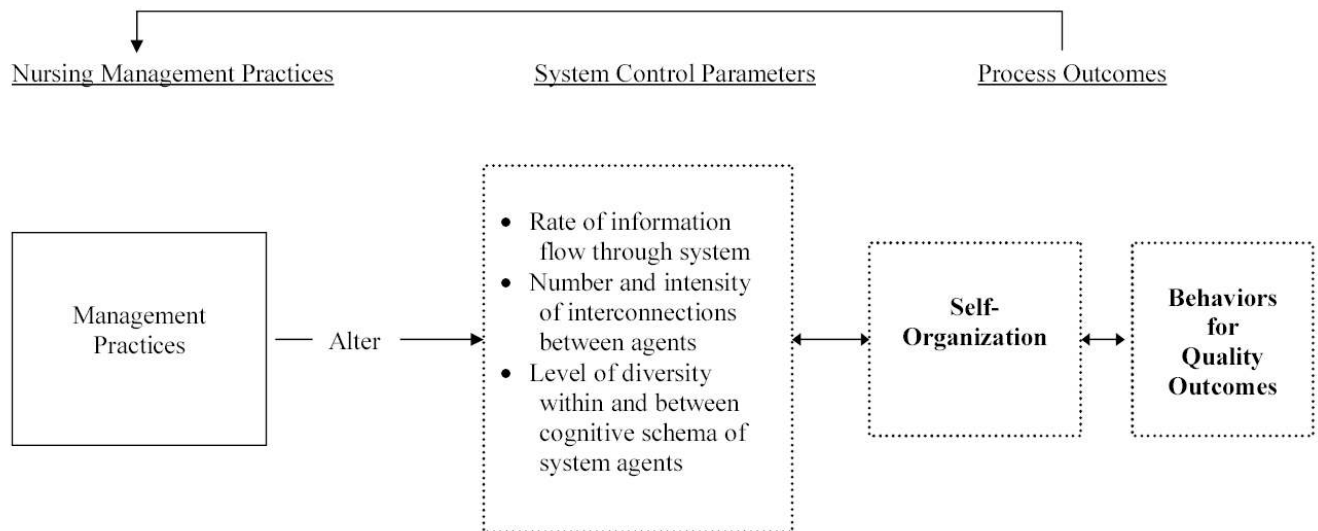 Nursing Management Practices
System Control Parameters
Process Outcomes
Management
Practices
Alter
• Rate of information
flow through system
• Number and intensity
of interconnections
between agents
• Level of diversity
within and between
cognitive schema of
system agents
Self-
Organization
Behaviors
for
Quality
Outcomes